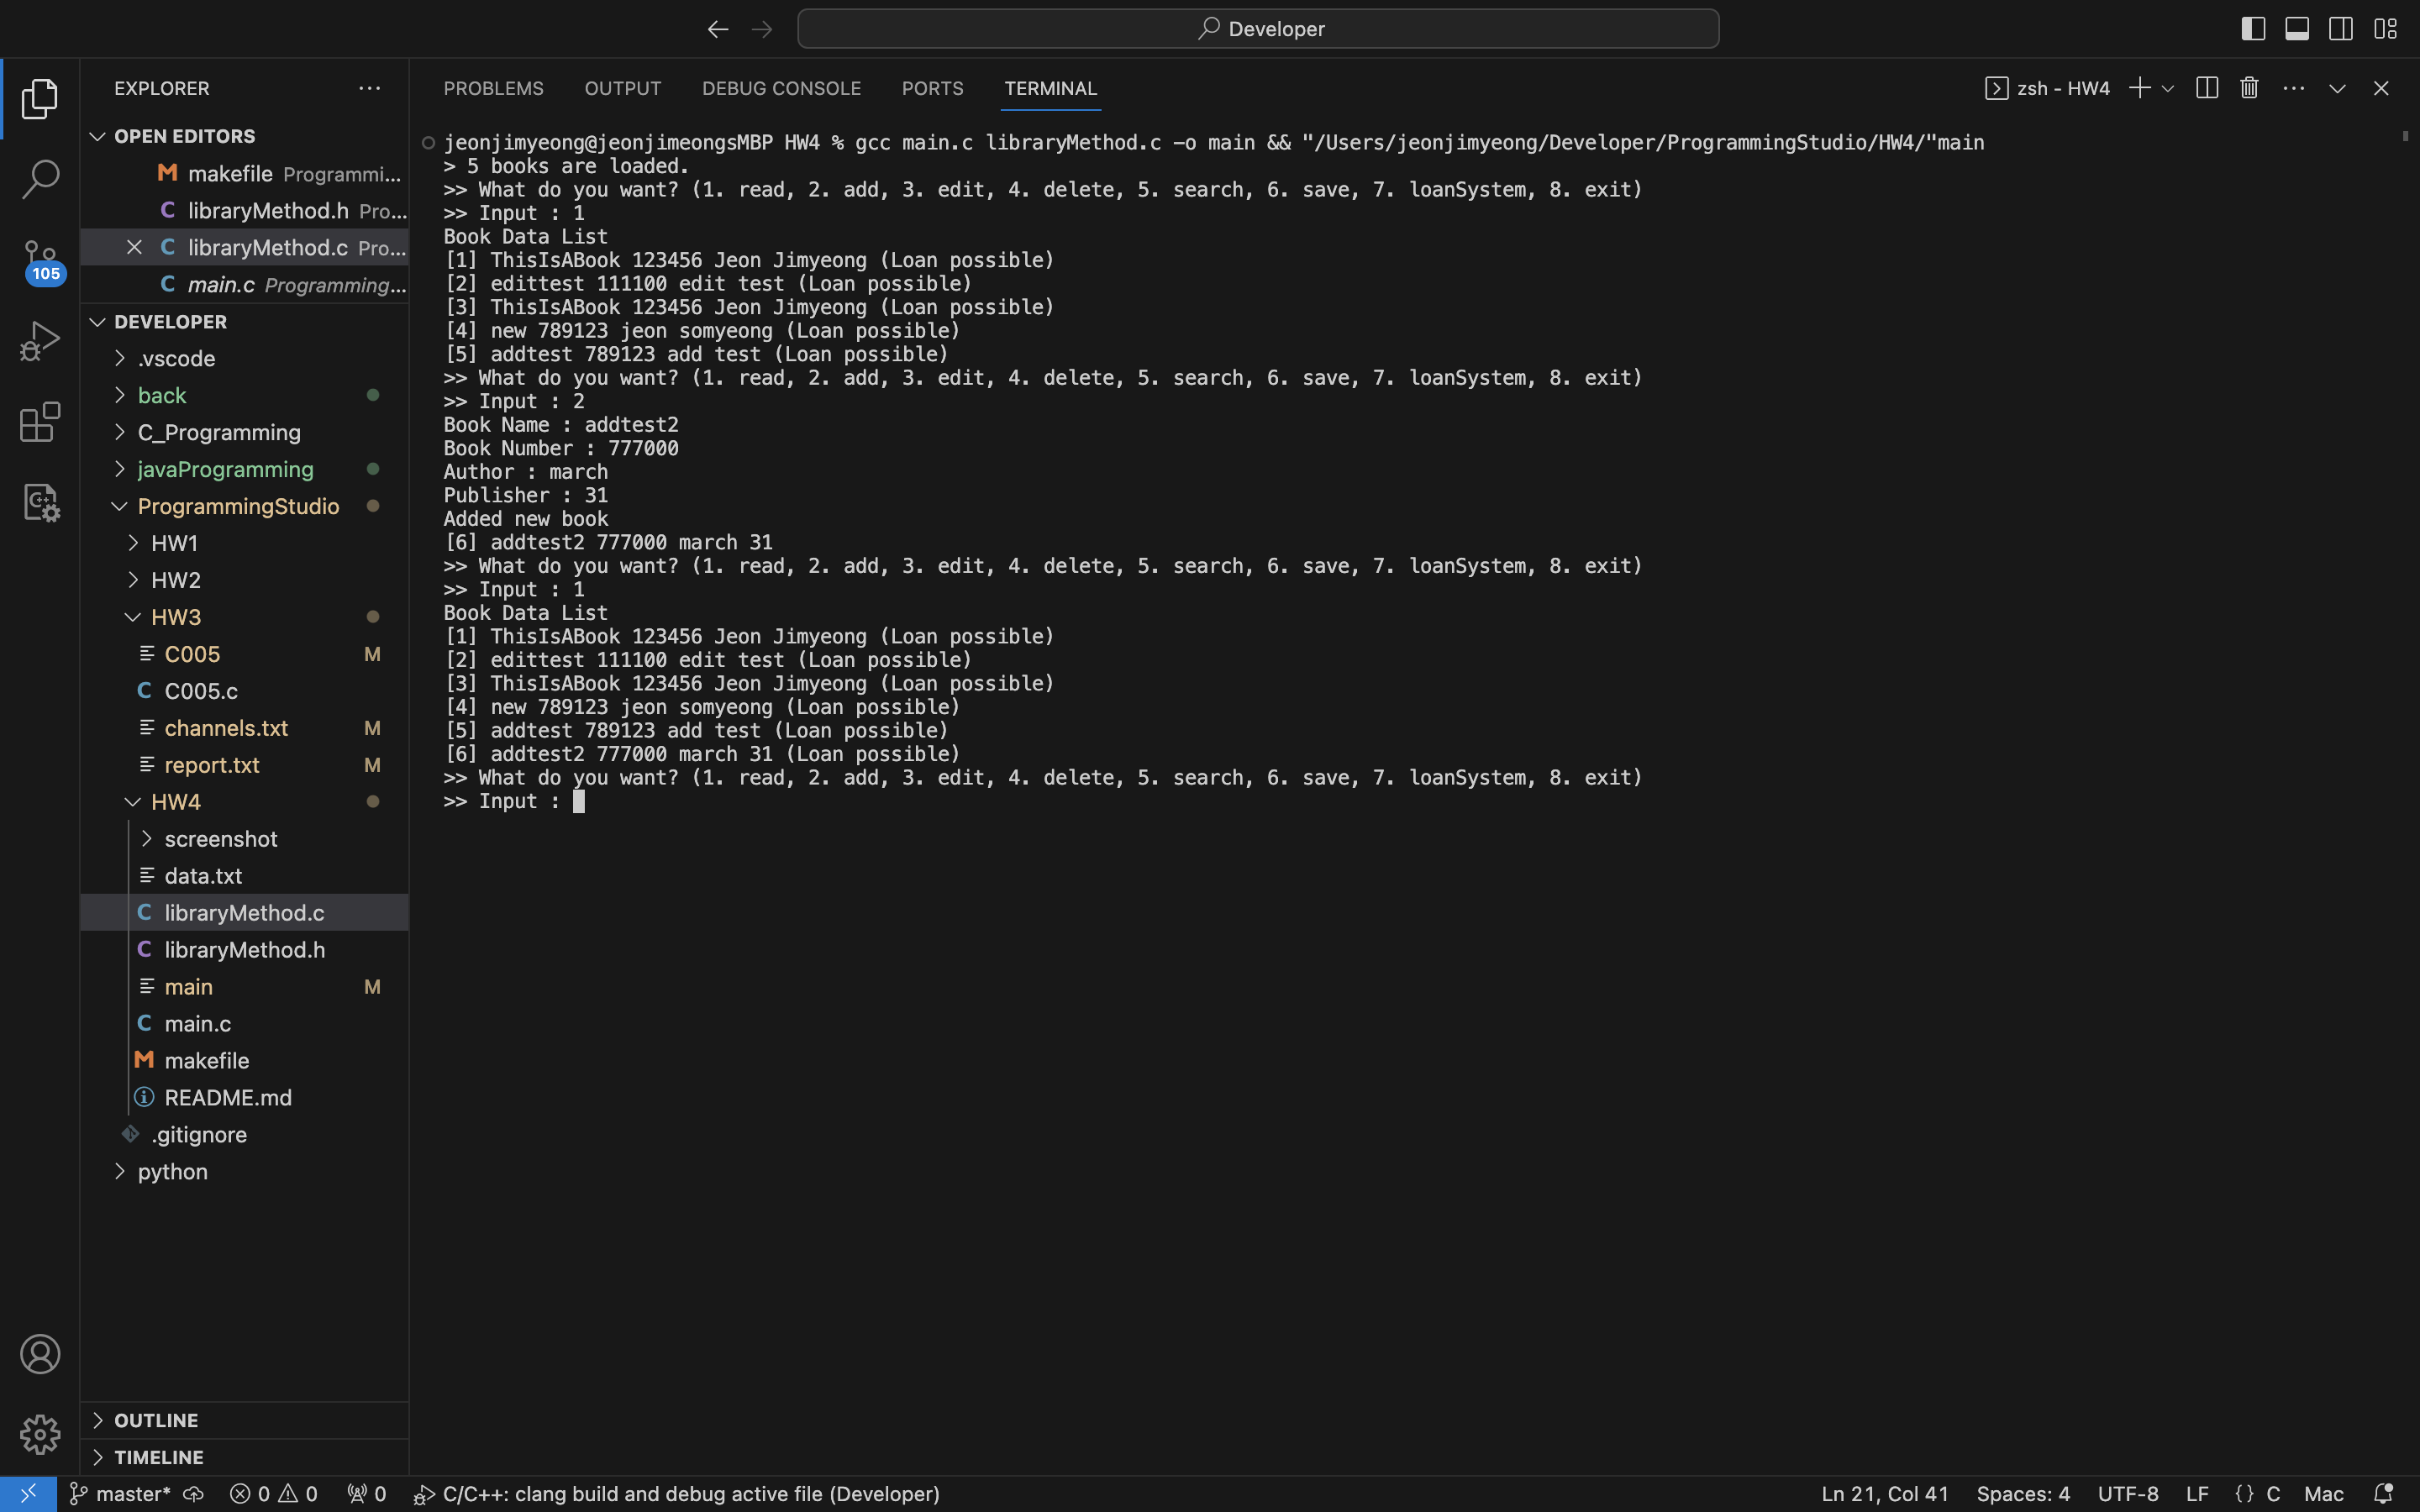 Developer
EXPLORER
OPEN EDITORS
makefile Programmi...
C libraryMethod.h Pro...
C libraryMethod.c Pro...
C main.c Programming...
105
DEVELOPER
.vscode
back
C_Programming
javaProgramming
ProgrammingStudio
HW1
HW2
HW3
C005 M
C C005.c
channels.txt M
report.txt M
HW4
screenshot
data.txt
C libraryMethod.c
C libraryMethod.h
main M
C main.c
makefile
README.md
.gitignore
python
OUTLINE
TIMELINE
PROBLEMS OUTPUT DEBUG CONSOLE PORTS TERMINAL
zsh - HW4
jeonjimyeong@jeonjimeongsMBP HW4 % gcc main.c libraryMethod.c -o main && "/Users/jeonjimyeong/Developer/ProgrammingStudio/HW4/"main
> 5 books are loaded.
>> What do you want? (1. read, 2. add, 3. edit, 4. delete, 5. search, 6. save, 7. loanSystem, 8. exit)
>> Input : 1
Book Data List
[1] ThisIsABook 123456 Jeon Jimyeong (Loan possible)
[2] edittest 111100 edit test (Loan possible)
[3] ThisIsABook 123456 Jeon Jimyeong (Loan possible)
[4] new 789123 jeon somyeong (Loan possible)
[5] addtest 789123 add test (Loan possible)
>> What do you want? (1. read, 2. add, 3. edit, 4. delete, 5. search, 6. save, 7. loanSystem, 8. exit)
>> Input : 2
Book Name : addtest2
Book Number : 777000
Author : march
Publisher : 31
Added new book
[6] addtest2 777000 march 31
>> What do you want? (1. read, 2. add, 3. edit, 4. delete, 5. search, 6. save, 7. loanSystem, 8. exit)
>> Input : 1
Book Data List
[1] ThisIsABook 123456 Jeon Jimyeong (Loan possible)
[2] edittest 111100 edit test (Loan possible)
[3] ThisIsABook 123456 Jeon Jimyeong (Loan possible)
[4] new 789123 jeon somyeong (Loan possible)
[5] addtest 789123 add test (Loan possible)
[6] addtest2 777000 march 31 (Loan possible)
>> What do you want? (1. read, 2. add, 3. edit, 4. delete, 5. search, 6. save, 7. loanSystem, 8. exit)
>> Input :
master* 0 0 0 C/C++: clang build and debug active file (Developer) Ln 21, Col 41 Spaces: 4 UTF-8 LF {} C Mac